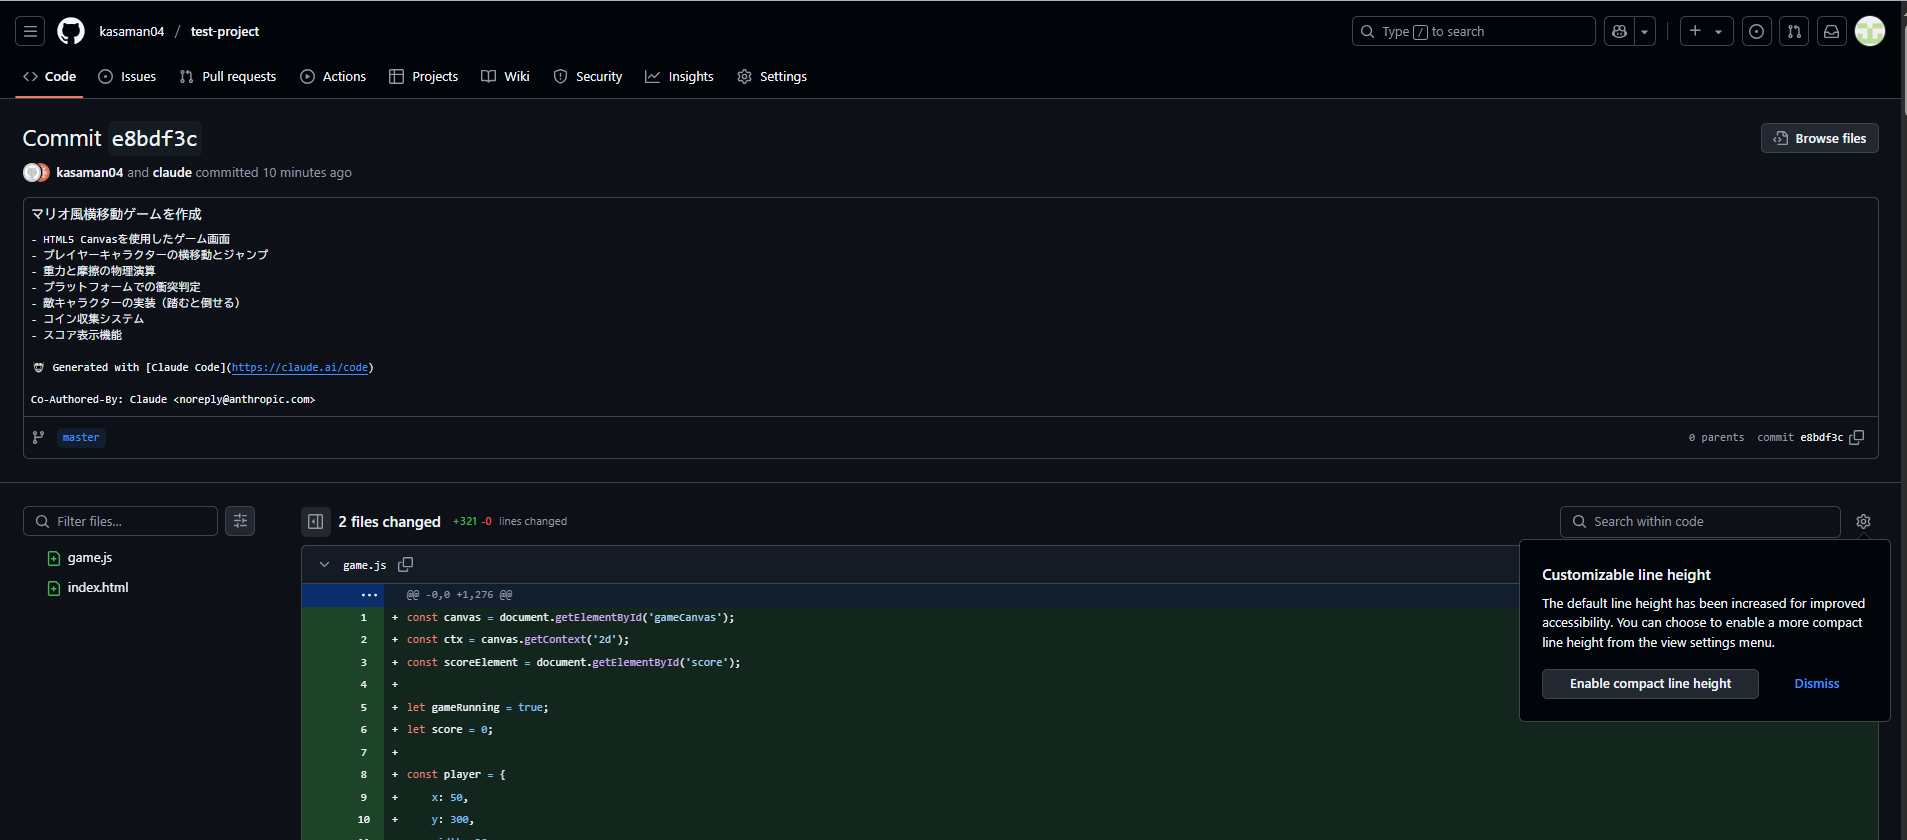 kasaman04 / test-project
Type / to search
Code
Issues
Pull requests
Actions
Projects
Wiki
Security
Insights
Settings
Commit e8bdf3c
Browse files
kasaman04 and claude committed 10 minutes ago
マリオ風横移動ゲームを作成
- HTML5 Canvasを使用したゲーム画面
- プレイヤーキャラクターの横移動とジャンプ
- 重力と摩擦の物理演算
- プラットフォームでの衝突判定
- 敵キャラクターの実装（踏むと倒せる）
- コイン収集システム
- スコア表示機能
🤖 Generated with [Claude Code](https://claude.ai/code)
Co-Authored-By: Claude <noreply@anthropic.com>
master
0 parents commit e8bdf3c
Filter files...
game.js
index.html
2 files changed +321 -0 lines changed
Search within code
game.js
@@ -0,0 +1,276 @@
1 + const canvas = document.getElementById('gameCanvas');
2 + const ctx = canvas.getContext('2d');
3 + const scoreElement = document.getElementById('score');
4 +
5 + let gameRunning = true;
6 + let score = 0;
7 +
8 + const player = {
9 + x: 50,
10 + y: 300,
Customizable line height
The default line height has been increased for improved
accessibility. You can choose to enable a more compact
line height from the view settings menu.
Enable compact line height
Dismiss